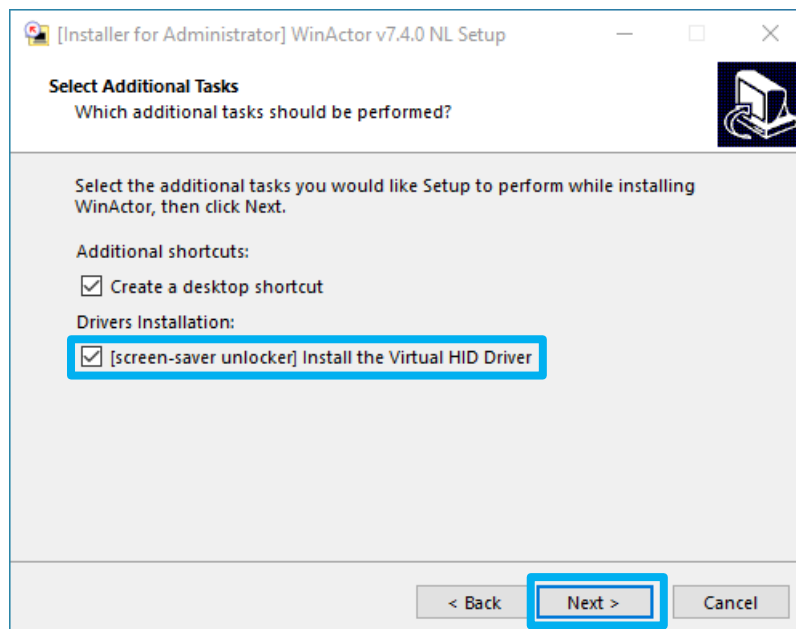 [Installer for Administrator] WinActor v7.4.0 NL Setup
Select Additional Tasks
Which additional tasks should be performed?
Select the additional tasks you would like Setup to perform while installing
WinActor, then click Next.
Additional shortcuts:
Create a desktop shortcut
Drivers Installation:
[screen-saver unlocker] Install the Virtual HID Driver
< Back Next > Cancel